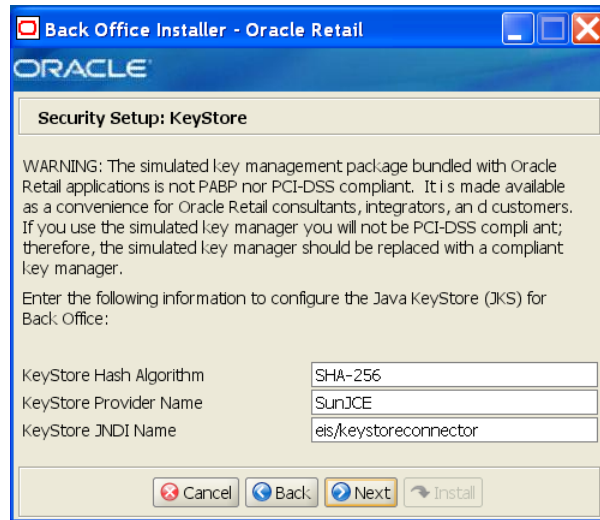 Back Office Installer - Oracle Retail
ORACLE
Security Setup: KeyStore
WARNING: The simulated key management package bundled with Oracle
Retail applications is not PABP nor PCI-DSS compliant. It i s made available
as a convenience for Oracle Retail consultants, integrators, an d customers.
If you use the simulated key manager you will not be PCI-DSS compli ant;
therefore, the simulated key manager should be replaced with a compliant
key manager.
Enter the following information to configure the Java KeyStore (JKS) for
Back Office:
KeyStore Hash Algorithm SHA-256
KeyStore Provider Name SunJCE
KeyStore JNDI Name eis/keystoreconnector
Cancel Back Next Install